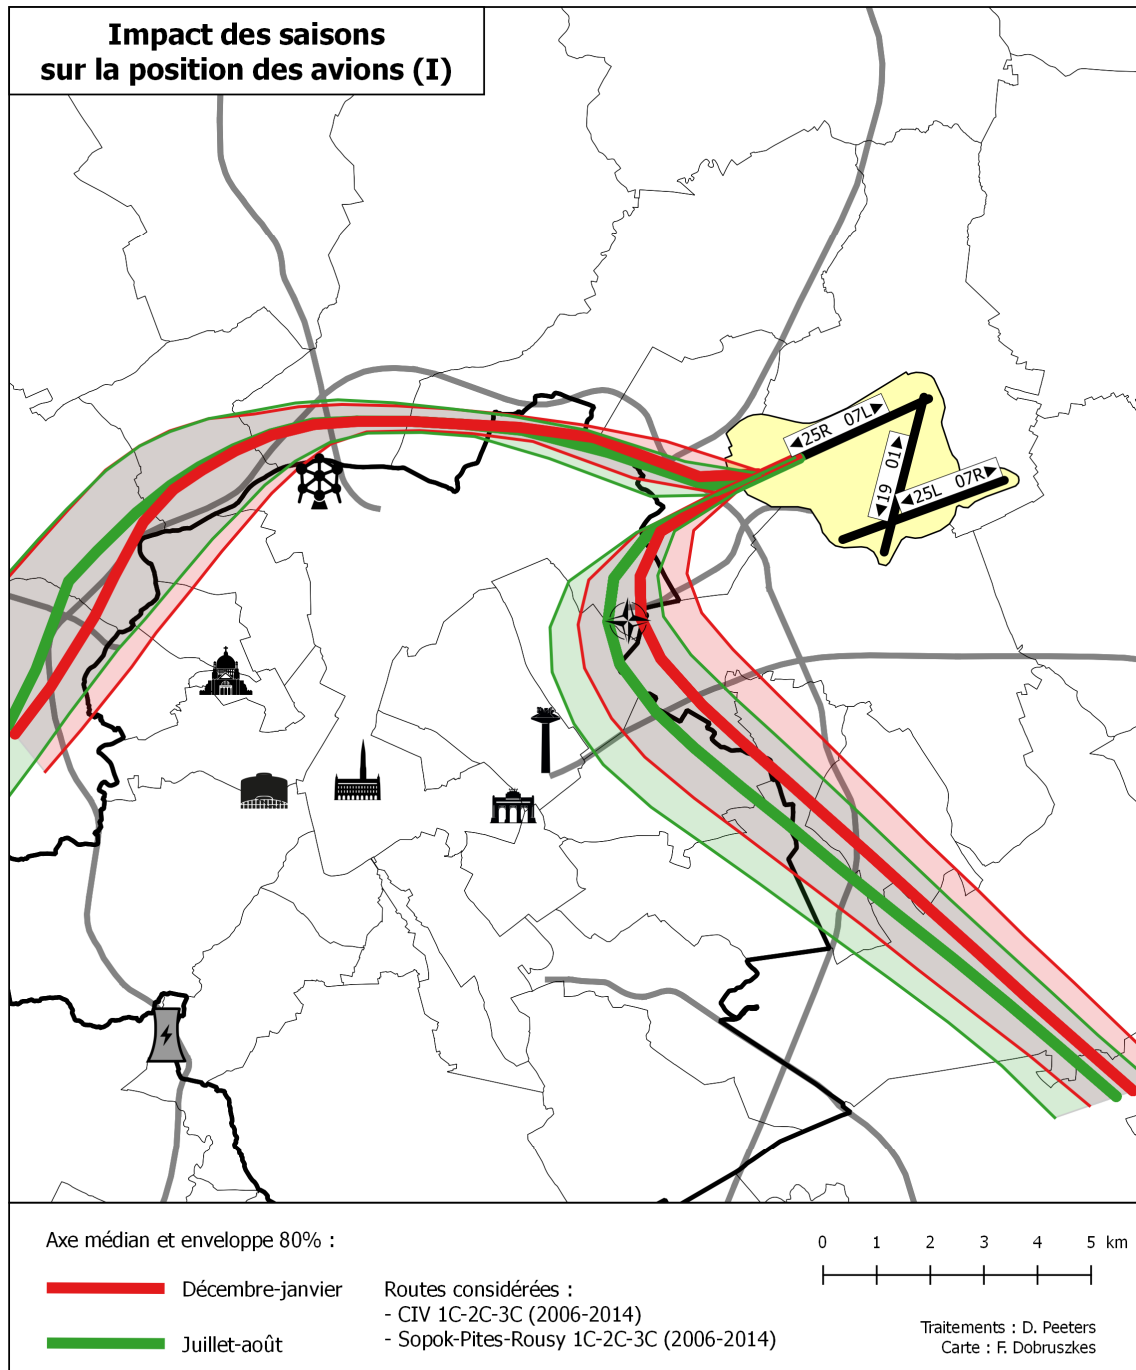 Impact des saisons
sur la position des avions (I)
◄25R 07L►
◄19 01►
◄25L 07R►
Axe médian et enveloppe 80% :
Décembre-janvier
Juillet-août
Routes considérées :
- CIV 1C-2C-3C (2006-2014)
- Sopok-Pites-Rousy 1C-2C-3C (2006-2014)
0 1 2 3 4 5 km
Traitements : D. Peeters
Carte : F. Dobruszkes